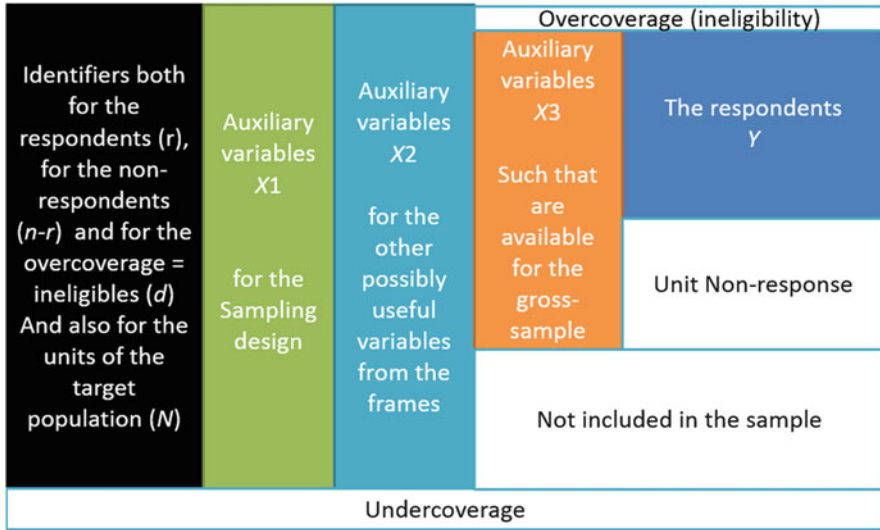 Overcoverage (ineligibility)
Identifiers both
for the
respondents (r),
for the non-
respondents
(n-r) and for the
overcoverage =
ineligibles (d)
And also for the
units of the
target
population (N)
Auxiliary
variables
X1
for the
Sampling
design
Auxiliary
variables
X2
for the
other
possibly
useful
variables
from the
frames
Auxiliary
variables
X3
Such that
are
available
for the
gross-
sample
The respondents
Y
Unit Non-response
Not included in the sample
Undercoverage